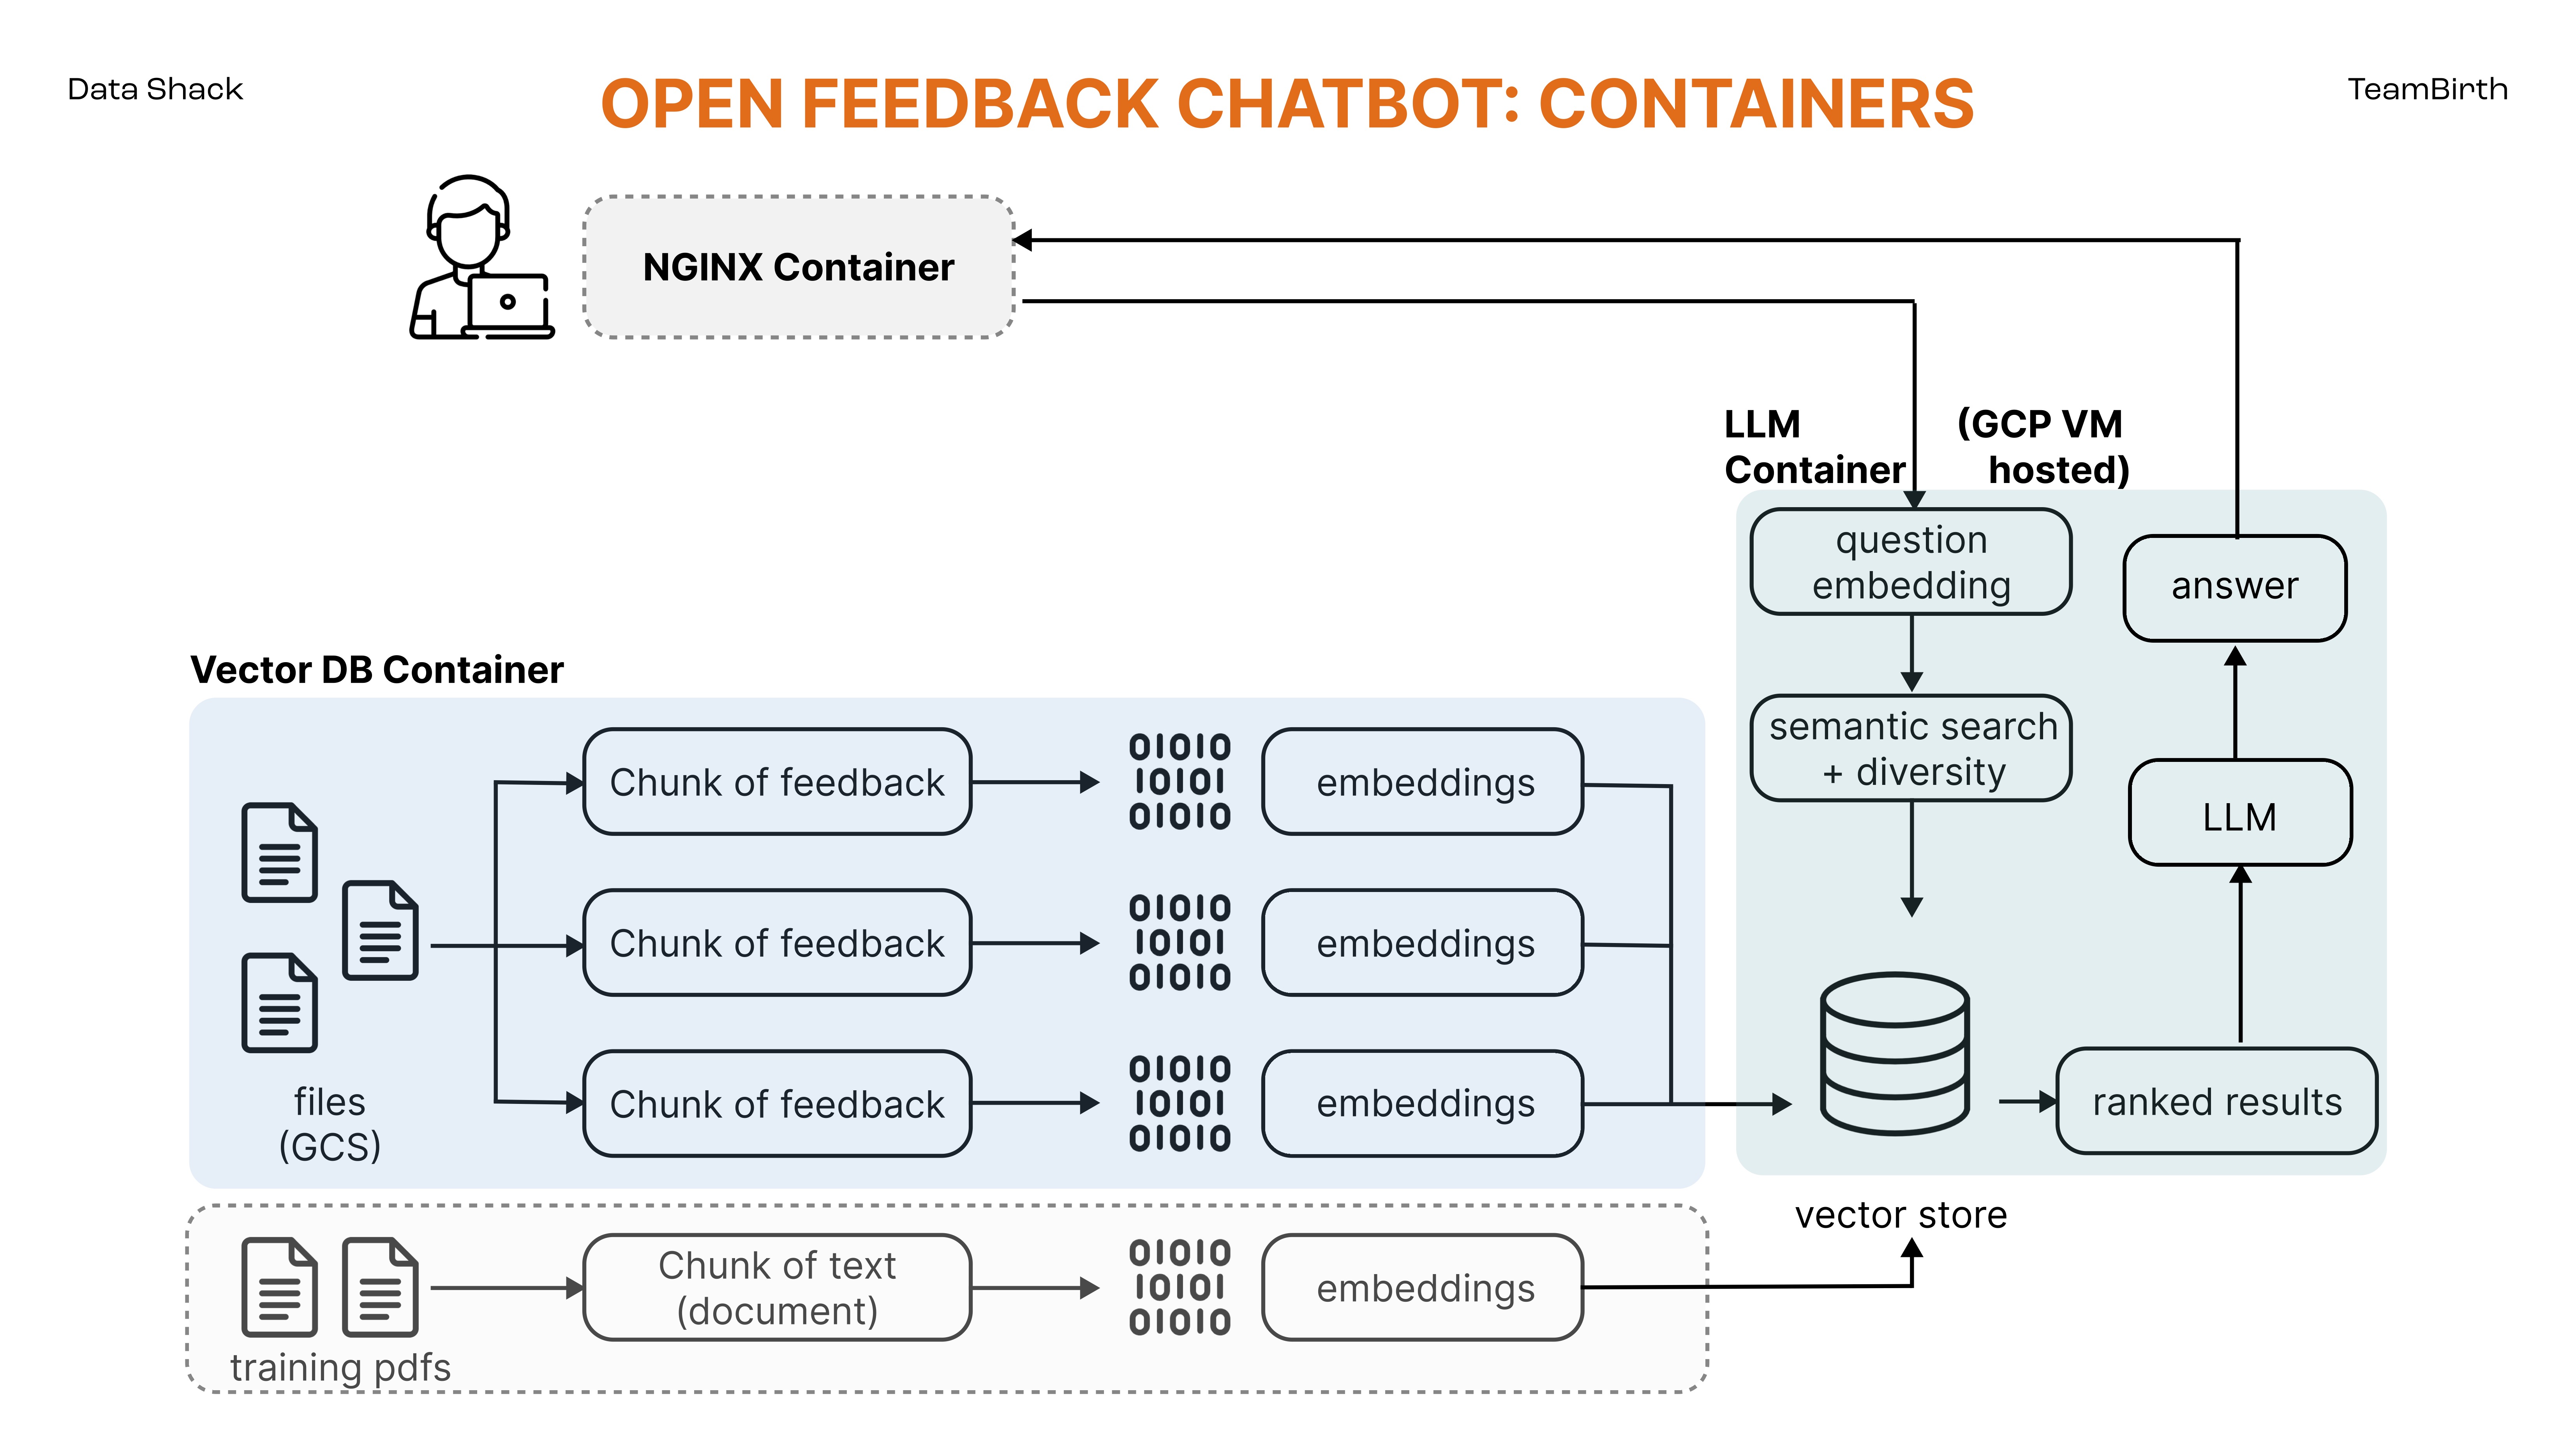 Data Shack
OPEN FEEDBACK CHATBOT: CONTAINERS
TeamBirth
NGINX Container
LLM
Container
(GCP VM
hosted)
question
embedding
answer
Vector DB Container
semantic search
+ diversity
Chunk of feedback
01010
10101
01010
embeddings
LLM
Chunk of feedback
01010
10101
01010
embeddings
files
(GCS)
Chunk of feedback
01010
10101
01010
embeddings
ranked results
vector store
training pdfs
Chunk of text
(document)
01010
10101
01010
embeddings